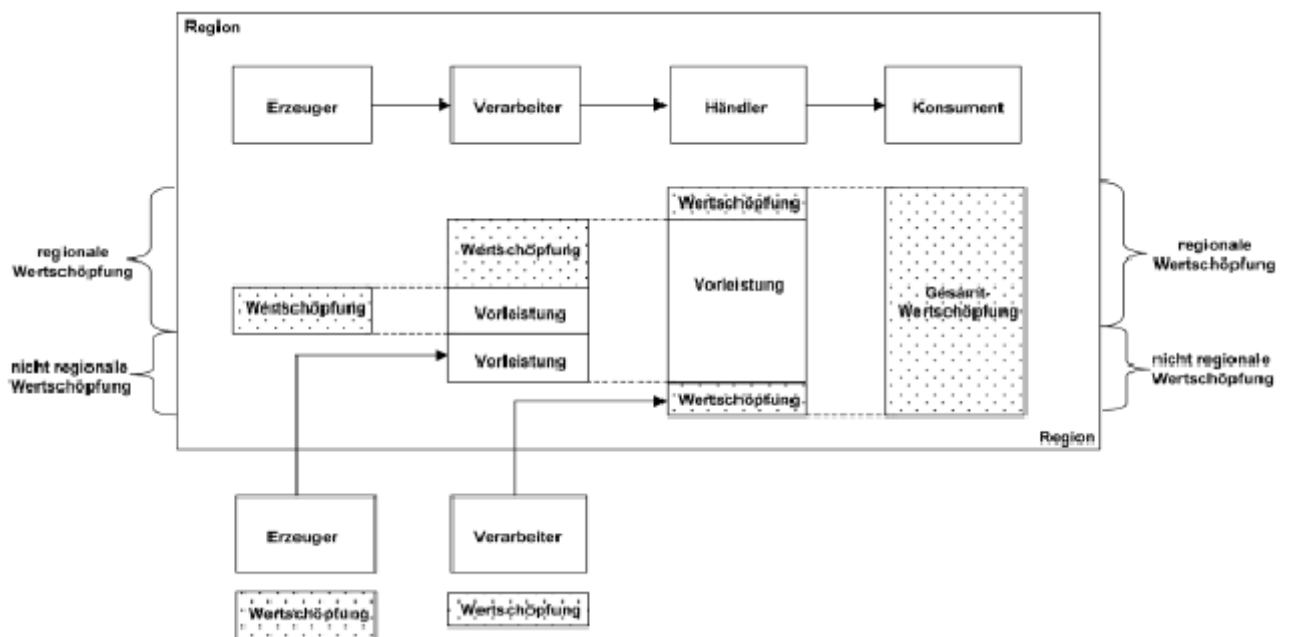 Region
Erzeuger
Verarbeiter
Händler
Konsument
Wertschöpfung
Wertschöpfung
regionale
Wertschöpfung
regionale
Wertschöpfung
Vorleistung
Gesamt-
Wertschöpfung
Wertschöpfung
Vorleistung
Vorleistung
nicht regionale
Wertschöpfung
nicht regionale
Wertschöpfung
Wertschöpfung
Region
Erzeuger
Verarbeiter
Wertschöpfung
Wertschöpfung